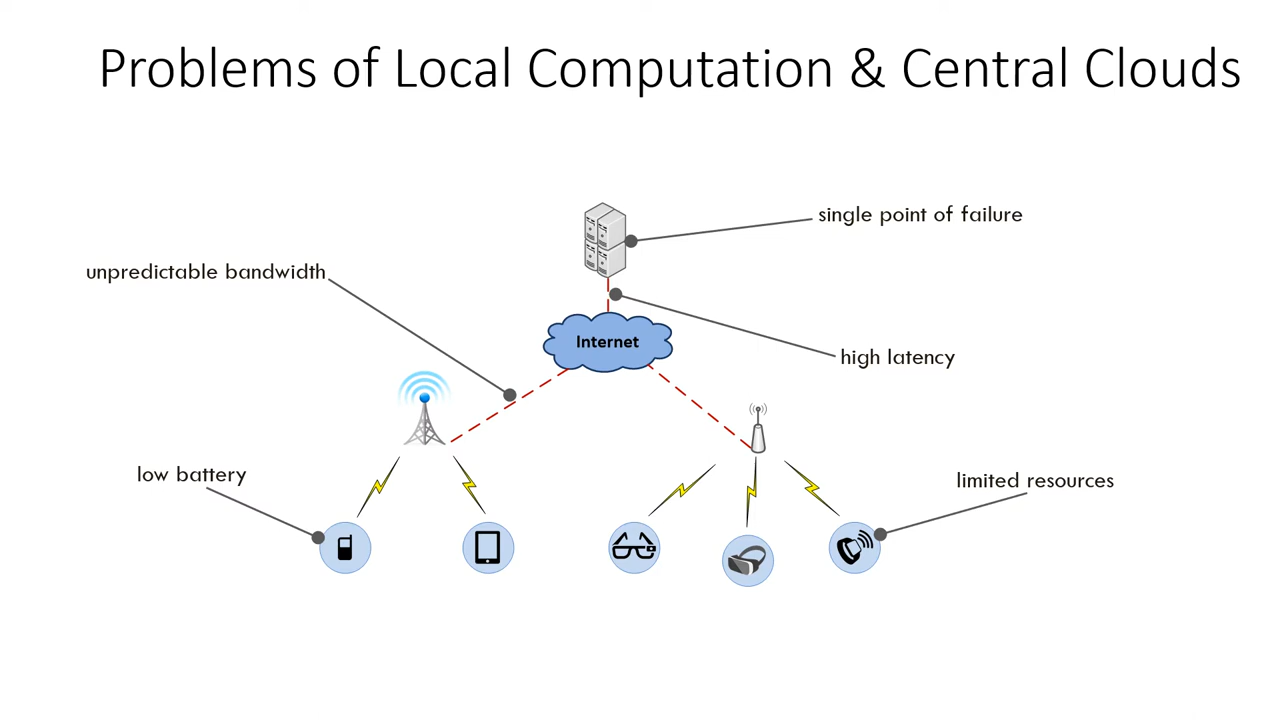 Problems of Local Computation & Central Clouds
single point of failure
unpredictable bandwidth
Internet
high latency
low battery
limited resources